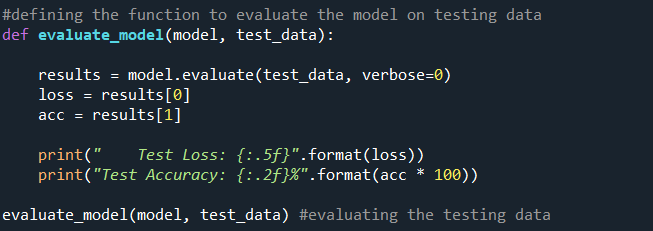 #defining the function to evaluate the model on testing data
def evaluate_model(model, test_data):
    results = model.evaluate(test_data, verbose=0)
    loss = results[0]
    acc = results[1]
    print("    Test Loss: {:.5f}".format(loss))
    print("Test Accuracy: {:.2f}%".format(acc * 100))
evaluate_model(model, test_data) #evaluating the testing data